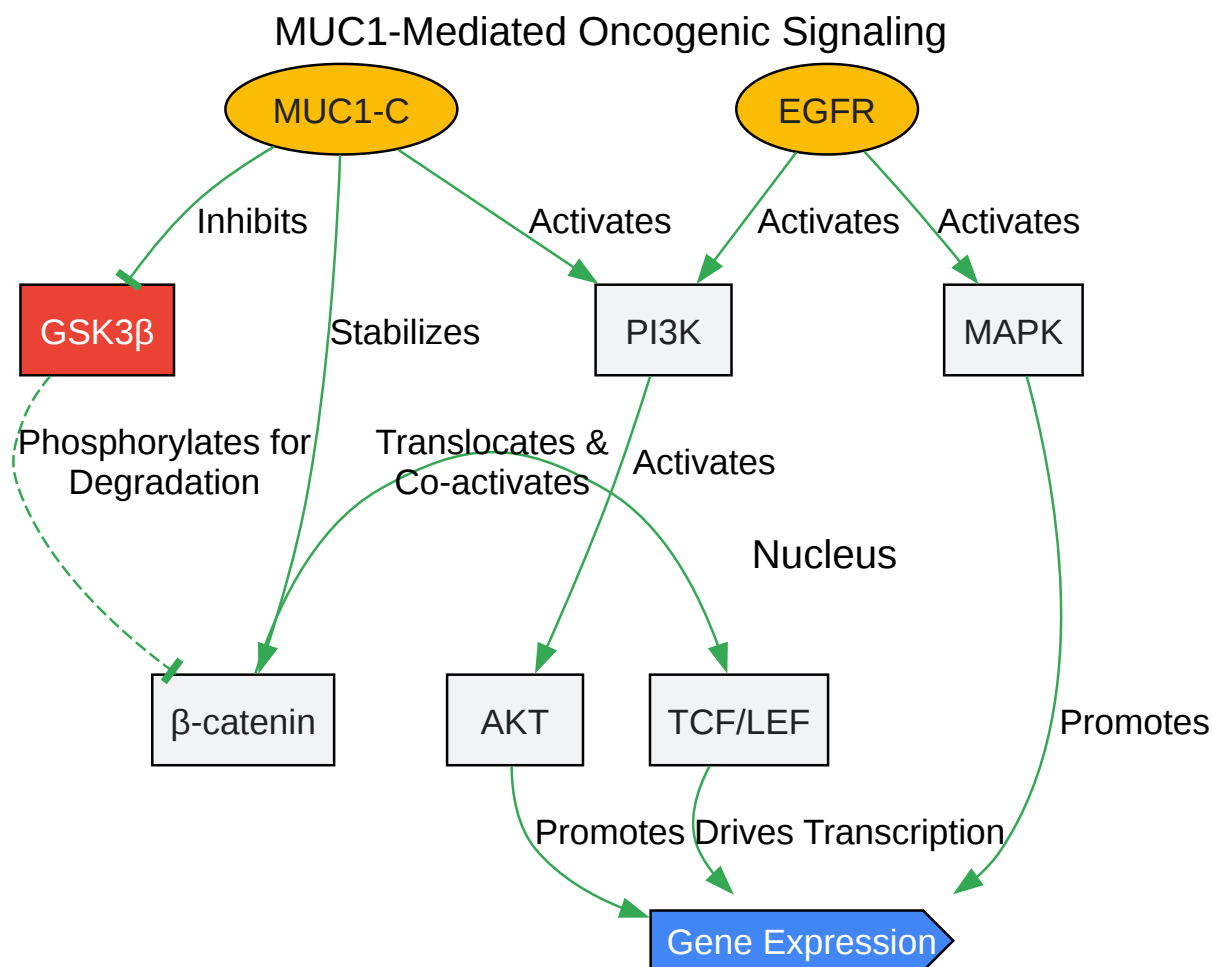 MUC1-Mediated Oncogenic Signaling
MUC1-C
EGFR
Inhibits
Activates
Activates
Activates
GSK3β
Stabilizes
PI3K
MAPK
Phosphorylates for
Degradation
Translocates &
Co-activates
Activates
Nucleus
β-catenin
AKT
TCF/LEF
Promotes
Promotes
Drives Transcription
Gene Expression